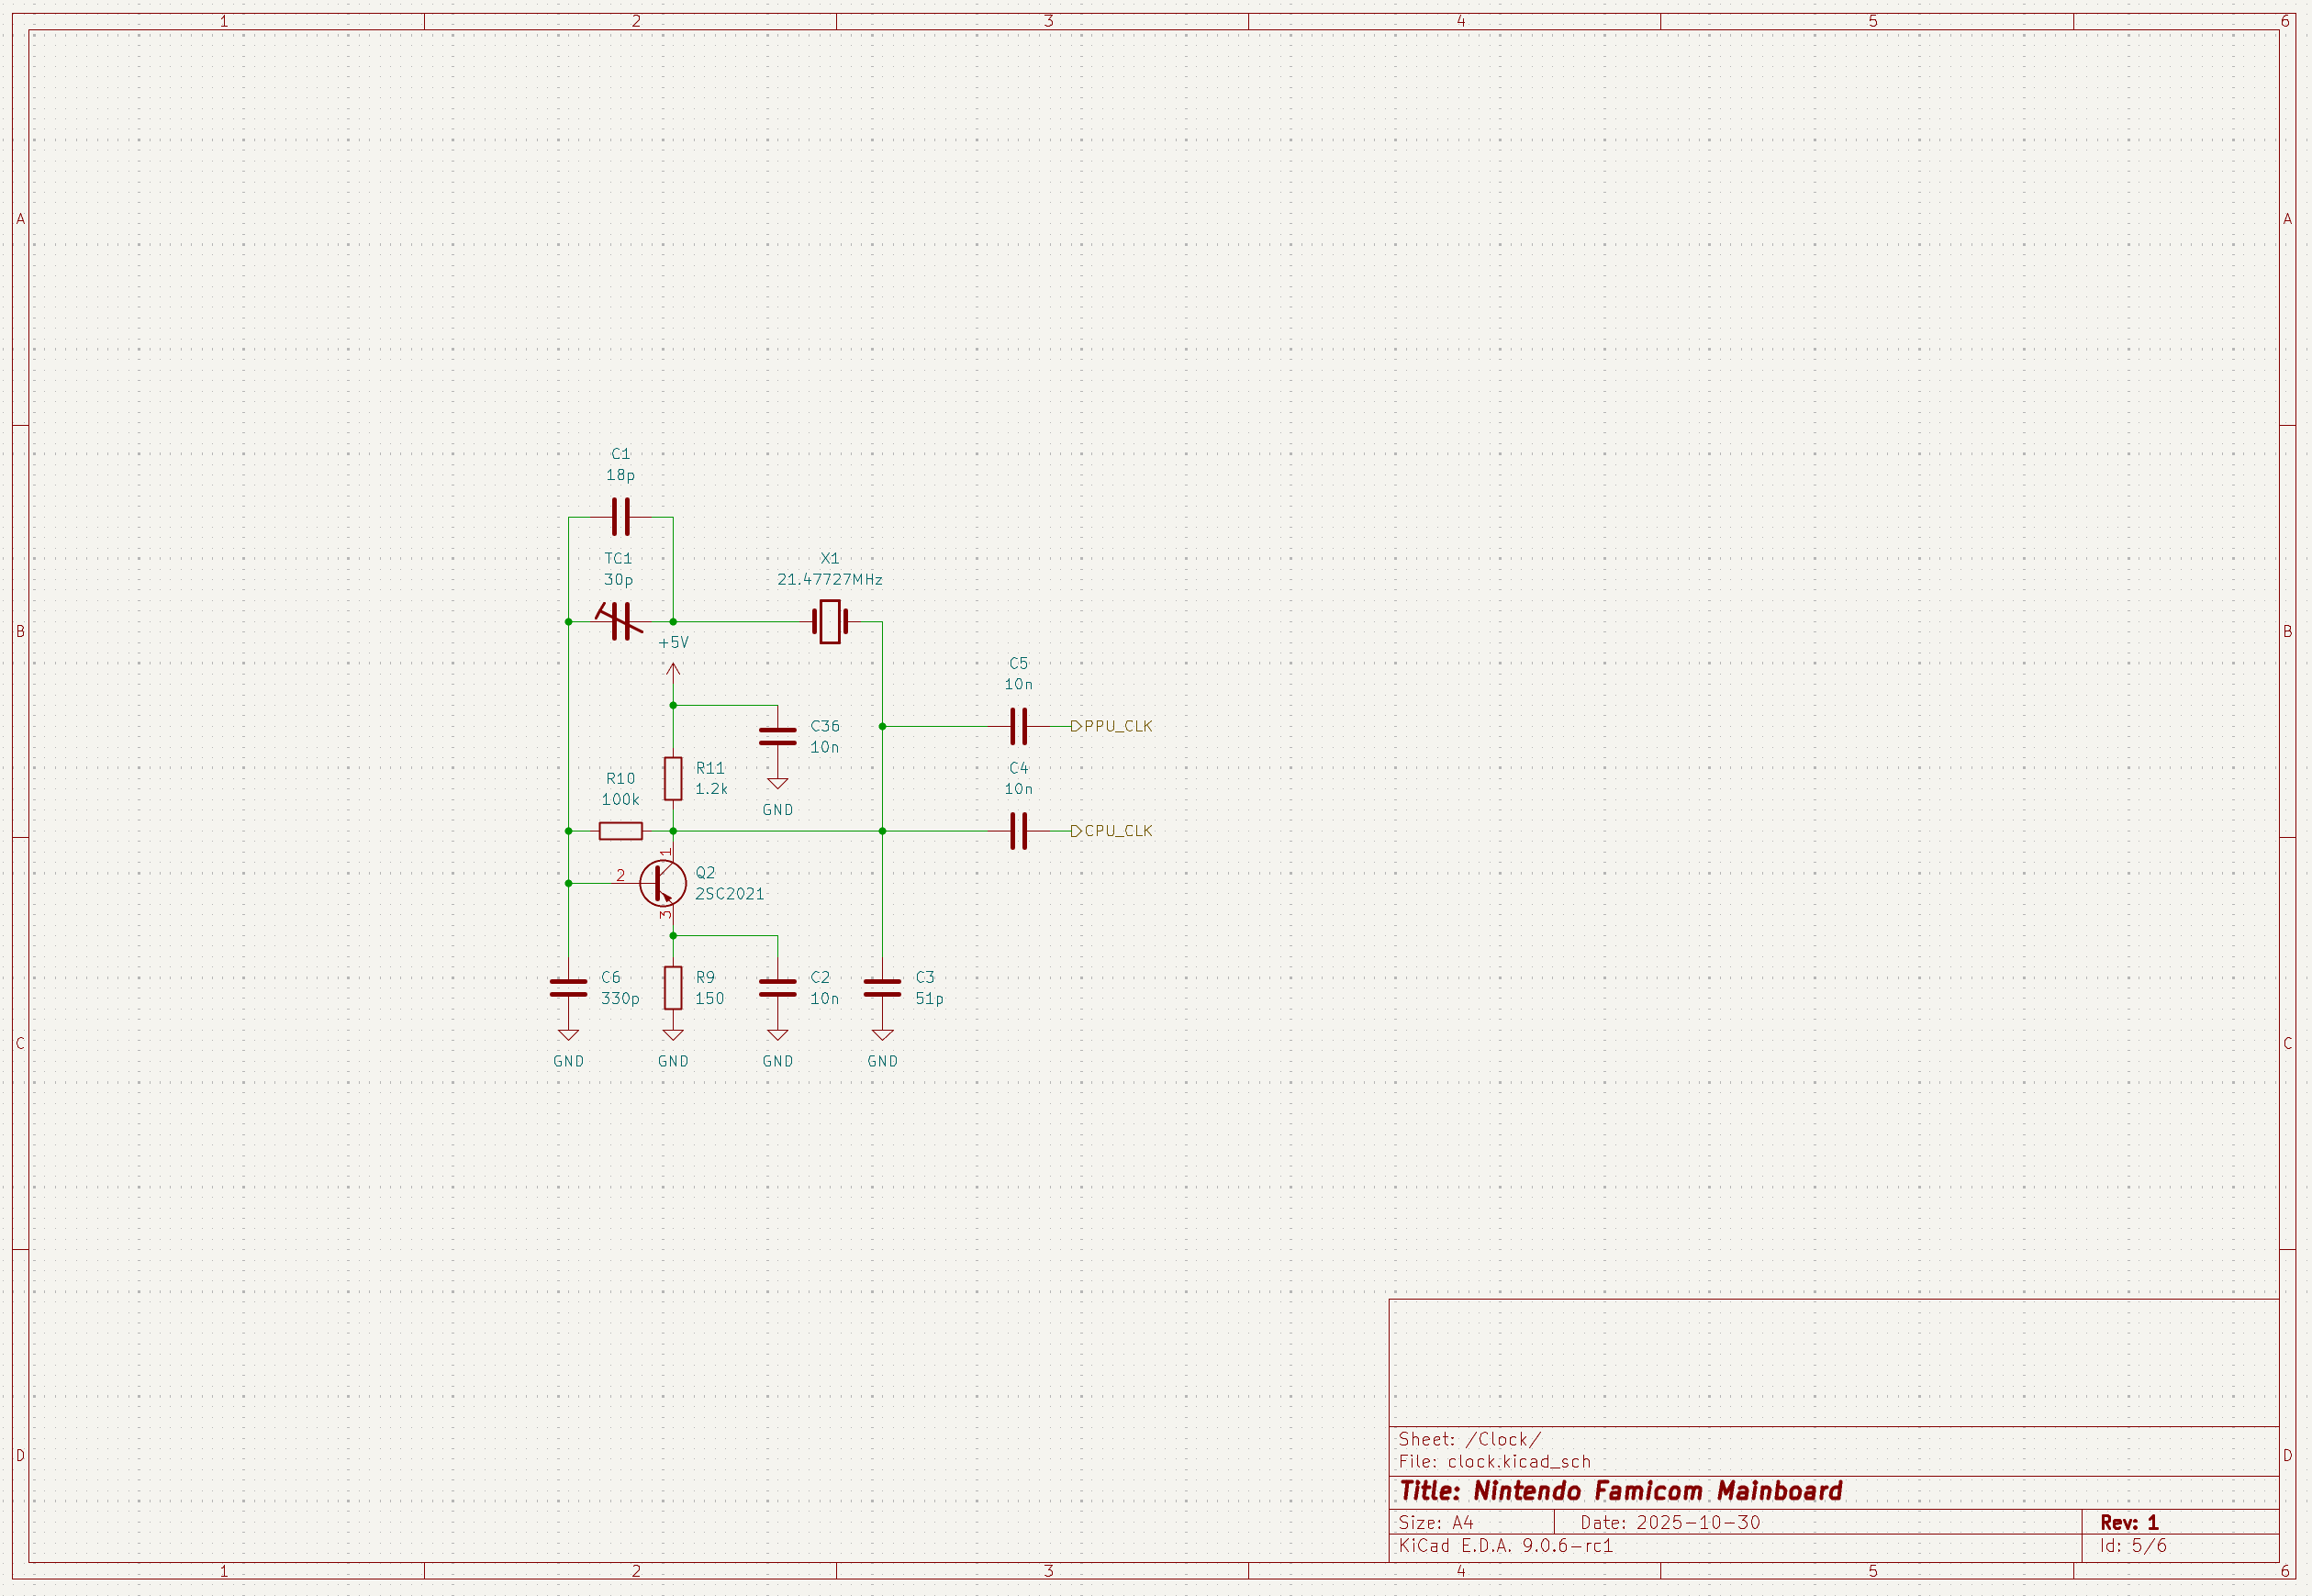 1 2 3 4 5 6
A A
C1
18p
TC1
30p
X1
21.47727MHz
B B
+5V
C5
10n
C36
10n
PPU_CLK
R10
100k
R11
1.2k
C4
10n
GND
CPU_CLK
1
2
Q2
2SC2021
3
C6
330p
R9
150
C2
10n
C3
51p
GND GND GND GND
C C
Sheet: /Clock/
File: clock.kicad_sch
D D
Title: Nintendo Famicom Mainboard
Size: A4 Date: 2025-10-30 Rev: 1
KiCad E.D.A. 9.0.6-rc1 Id: 5/6
1 2 3 4 5 6